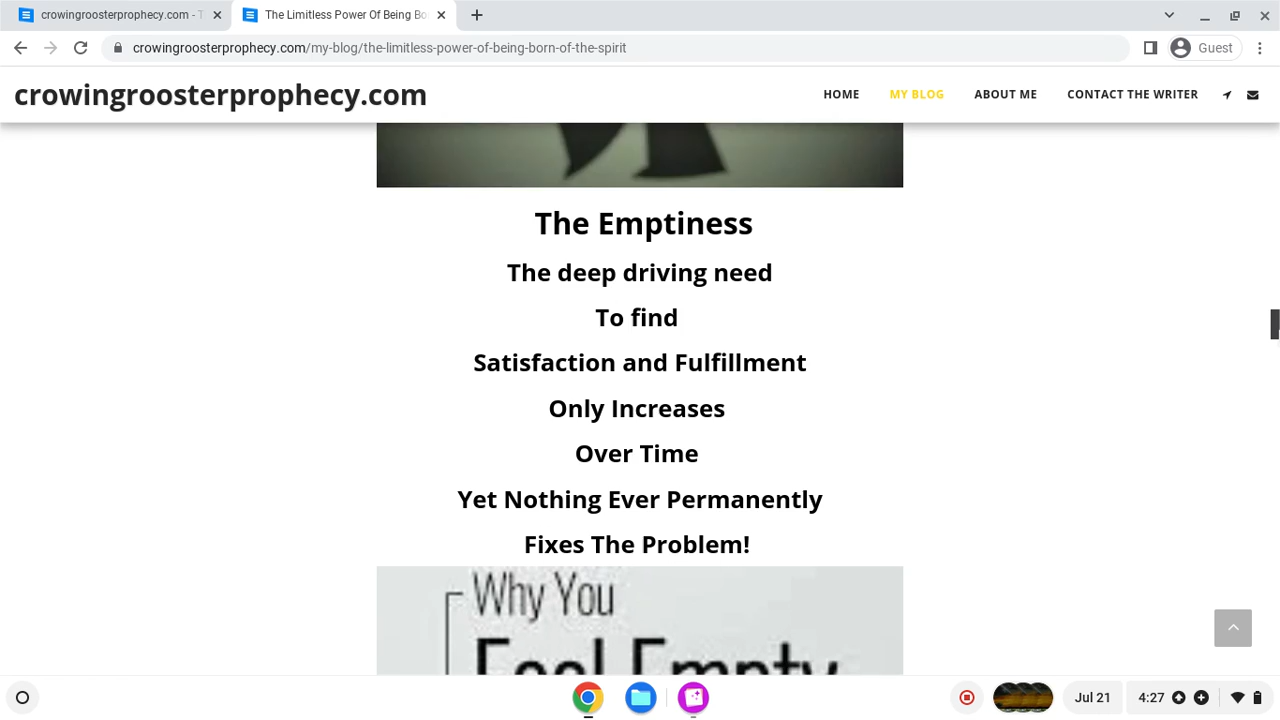 crowingroosterprophecy.com - T
The Limitless Power Of Being Bo
crowingroosterprophecy.com/my-blog/the-limitless-power-of-being-born-of-the-spirit
Guest
crowingroosterprophecy.com
HOME MY BLOG ABOUT ME CONTACT THE WRITER
The Emptiness
The deep driving need
To find
Satisfaction and Fulfillment
Only Increases
Over Time
Yet Nothing Ever Permanently
Fixes The Problem!
Why You
Feel Empty
Jul 21 4:27